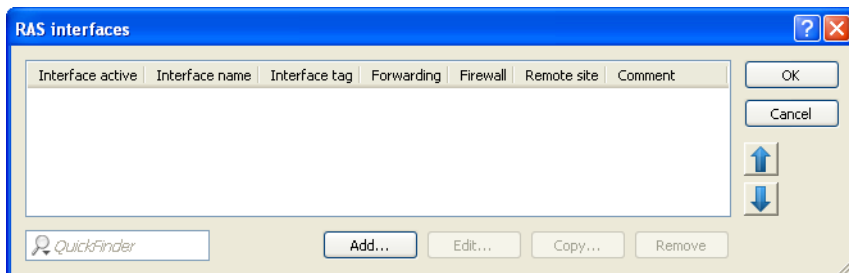 RAS interfaces
Interface active Interface name Interface tag Forwarding Firewall Remote site Comment
OK
Cancel
QuickFinder Add... Edit... Copy... Remove